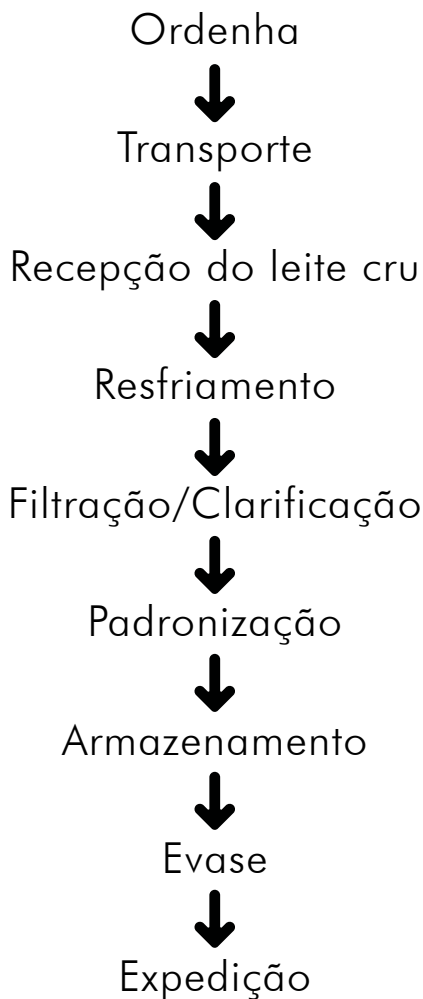 Ordenha
Transporte
Recepção do leite cru
Resfriamento
Filtração/Clarificação
Padronização
Armazenamento
Evase
Expedição